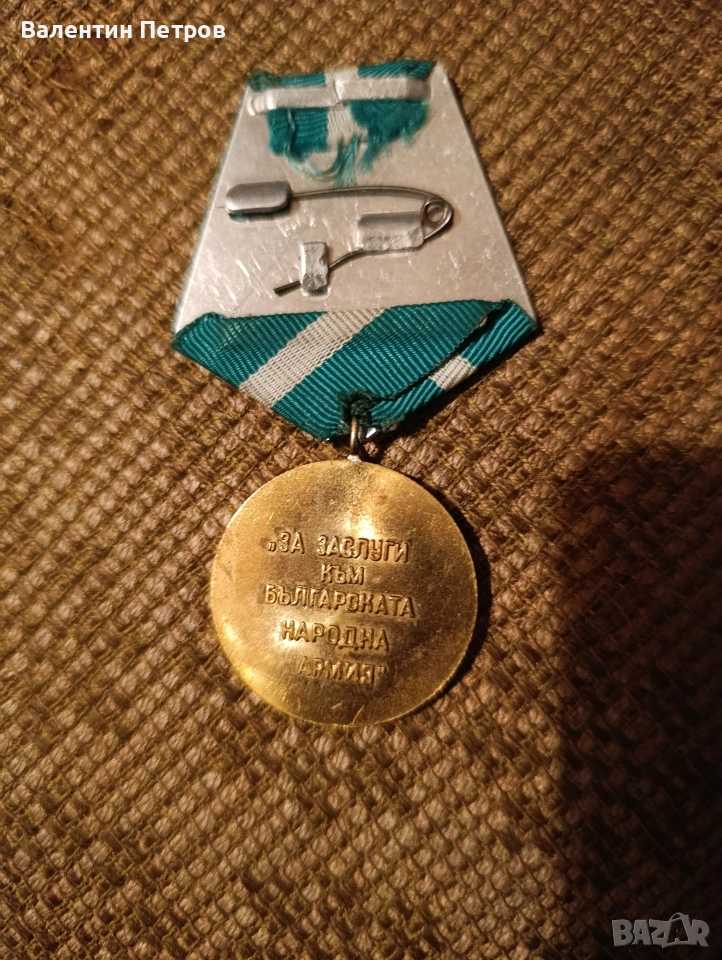 Валентин Петров
„ЗА ЗАСЛУГИ
КЪМ
БЪЛГАРСКАТА
НАРОДНА
АРМИЯ"
BAZAR